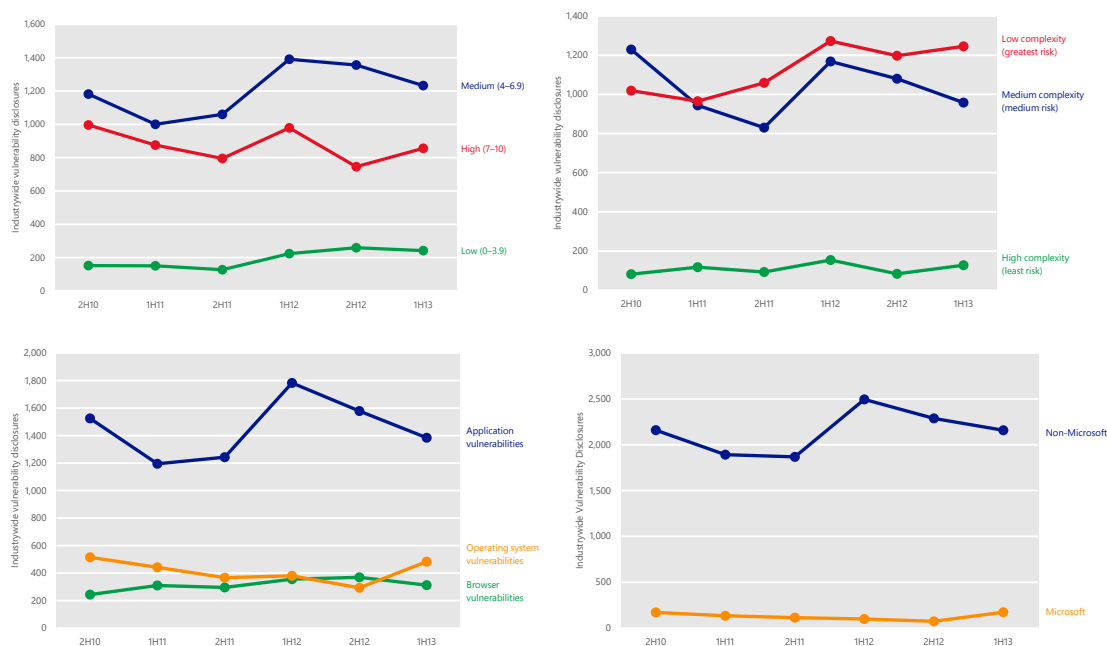 1,600
1,400
1,200
1,000
800
600
400
200
0
Industrywide vulnerability disclosures
2H10
1H11
2H11
1H12
2H12
1H13
Medium (4–6.9)
High (7–10)
Low (0–3.9)
1,400
1,200
1,000
800
600
400
200
0
Industrywide vulnerability disclosures
2H10
1H11
2H11
1H12
2H12
1H13
Low complexity
(greatest risk)
Medium complexity
(medium risk)
High complexity
(least risk)
2,000
1,800
1,600
1,400
1,200
1,000
800
600
400
200
0
Industrywide vulnerability disclosures
2H10
1H11
2H11
1H12
2H12
1H13
Application
vulnerabilities
Operating system
vulnerabilities
Browser
vulnerabilities
3,000
2,500
2,000
1,500
1,000
500
0
Industrywide Vulnerability Disclosures
2H10
1H11
2H11
1H12
2H12
1H13
Non-Microsoft
Microsoft